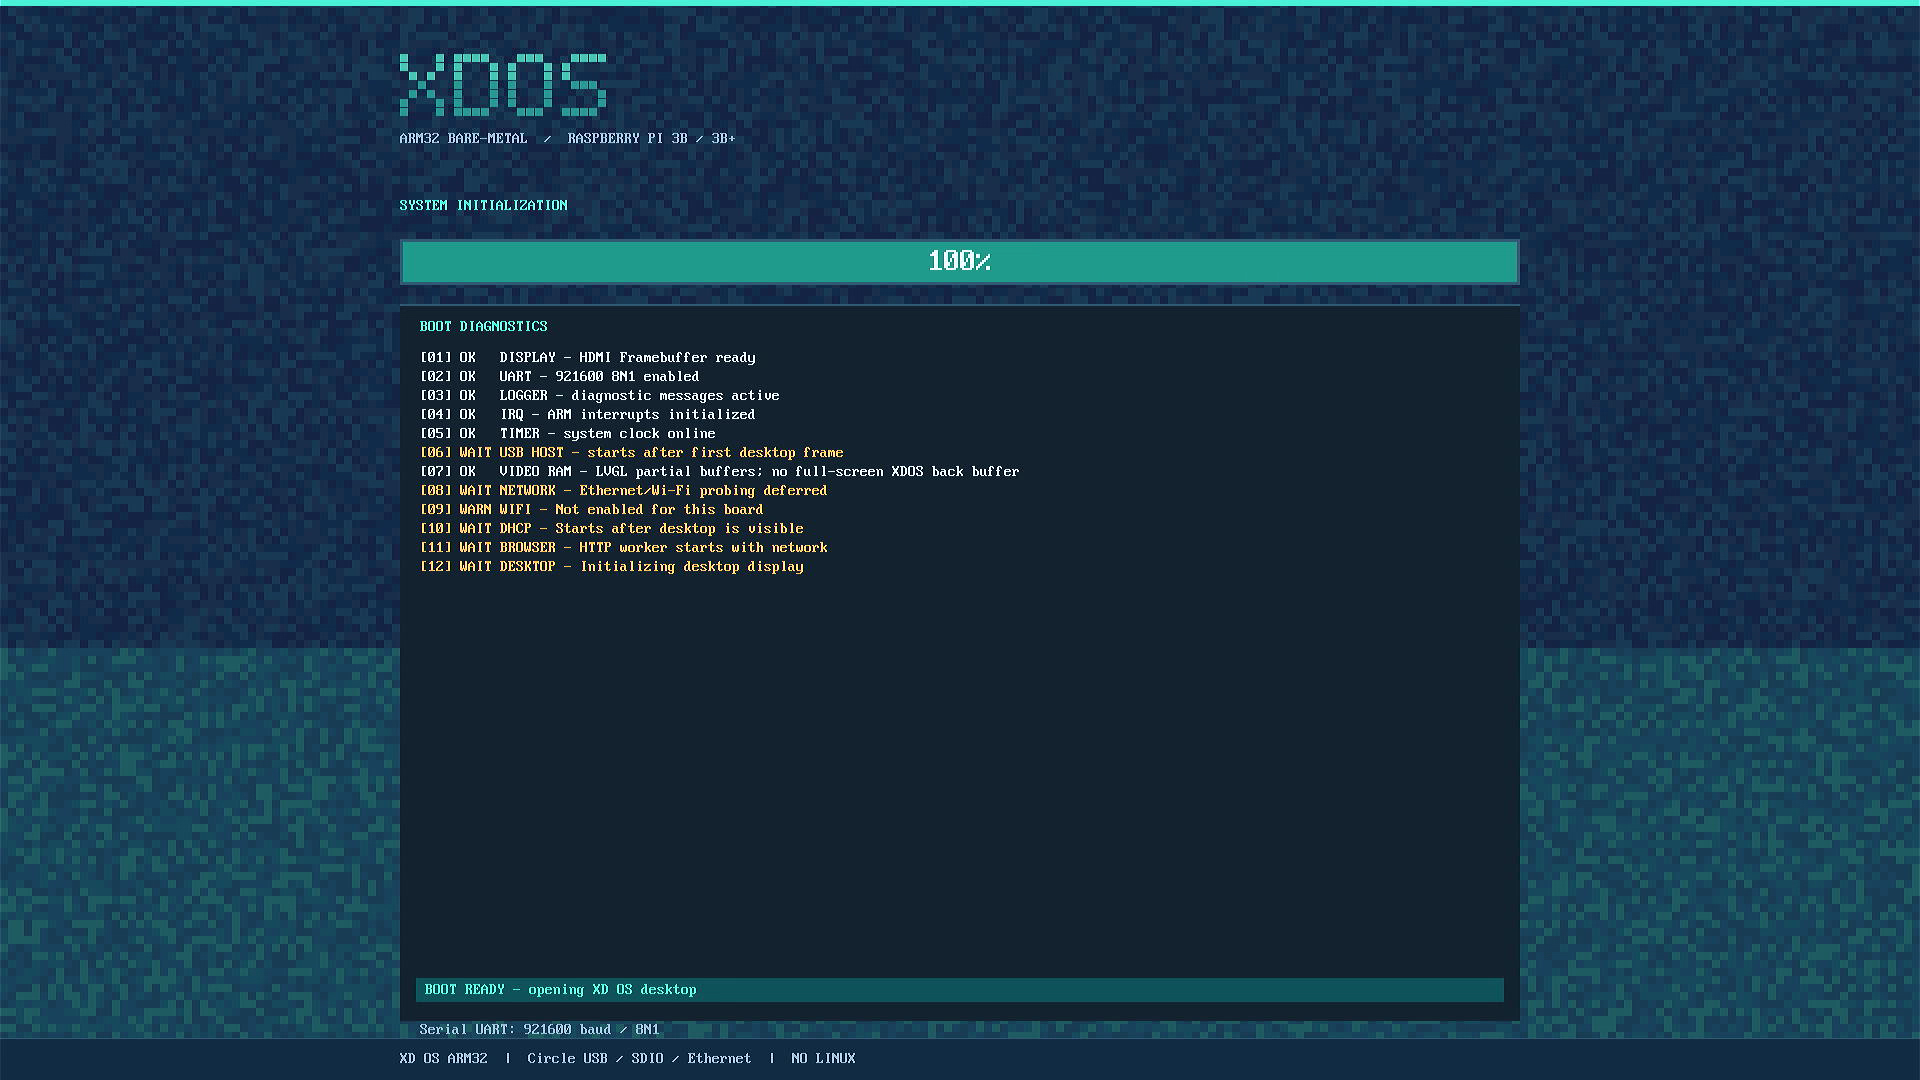 XDOS
ARM32 BARE-METAL / RASPBERRY PI 3B / 3B+
SYSTEM INITIALIZATION
100%
BOOT DIAGNOSTICS
[01] OK DISPLAY - HDMI Framebuffer ready
[02] OK UART - 921600 8N1 enabled
[03] OK LOGGER - diagnostic messages active
[04] OK IRQ - ARM interrupts initialized
[05] OK TIMER - system clock online
[06] WAIT USB HOST - starts after first desktop frame
[07] OK VIDEO RAM - LVGL partial buffers; no full-screen XDOS back buffer
[08] WAIT NETWORK - Ethernet/Wi-Fi probing deferred
[09] WARN WIFI - Not enabled for this board
[10] WAIT DHCP - Starts after desktop is visible
[11] WAIT BROWSER - HTTP worker starts with network
[12] WAIT DESKTOP - Initializing desktop display
BOOT READY - opening XD OS desktop
Serial UART: 921600 baud / 8N1
XD OS ARM32 | Circle USB / SDIO / Ethernet | NO LINUX